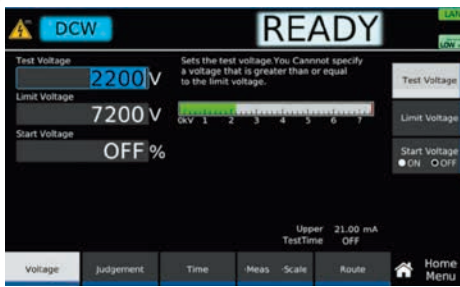 DCW
READY
LAN
LOW
Test Voltage
2200 V
Sets the test voltage.You Cannnot specify
a voltage that is greater than or equal
to the limit voltage.
Limit Voltage
7200 V
0kV 1 2 3 4 5 6 7
Start Voltage
OFF %
Test Voltage
Limit Voltage
Start Voltage
ON OFF
Upper 21.00 mA
TestTime OFF
Voltage
Judgement
Time
·Meas ·Scale
Route
Home
Menu